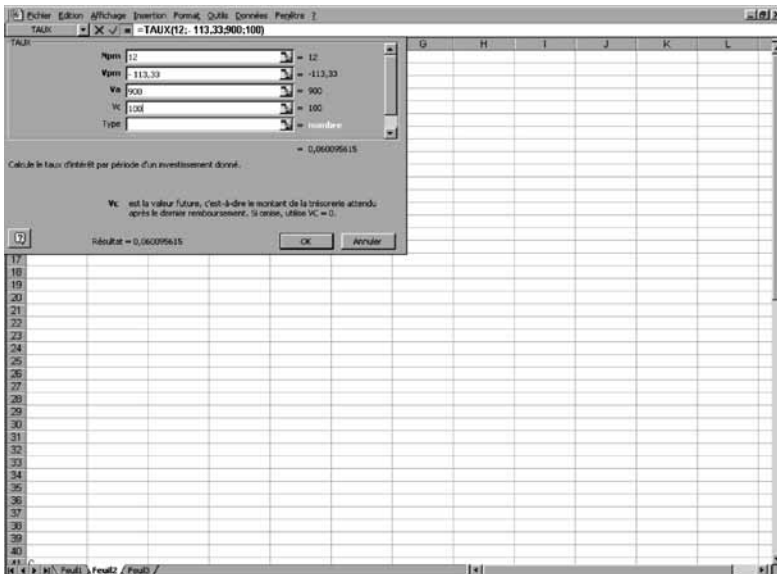 Fichier Edition Affichage Insertion Format Outils Données Fenêtre ?
TAUX = =TAUX(12;-113,33;900;100)
TAUX
Npm 12 = 12
Vpm -113,33 = -113,33
Va 900 = 900
Vc 100 = 100
Type = nombre
= 0,060095615
Calcule le taux d'intérêt par période d'un investissement donné.
Vc est la valeur future, c'est-à-dire le montant de la trésorerie attendu
après le dernier remboursement. Si omise, utilise VC = 0.
? Résultat = 0,060095615 OK Annuler
G H I J K L
17
18
19
20
21
22
23
24
25
26
27
28
29
30
31
32
33
34
35
36
37
38
39
40
Feuil1 Feuil2 Feuil3